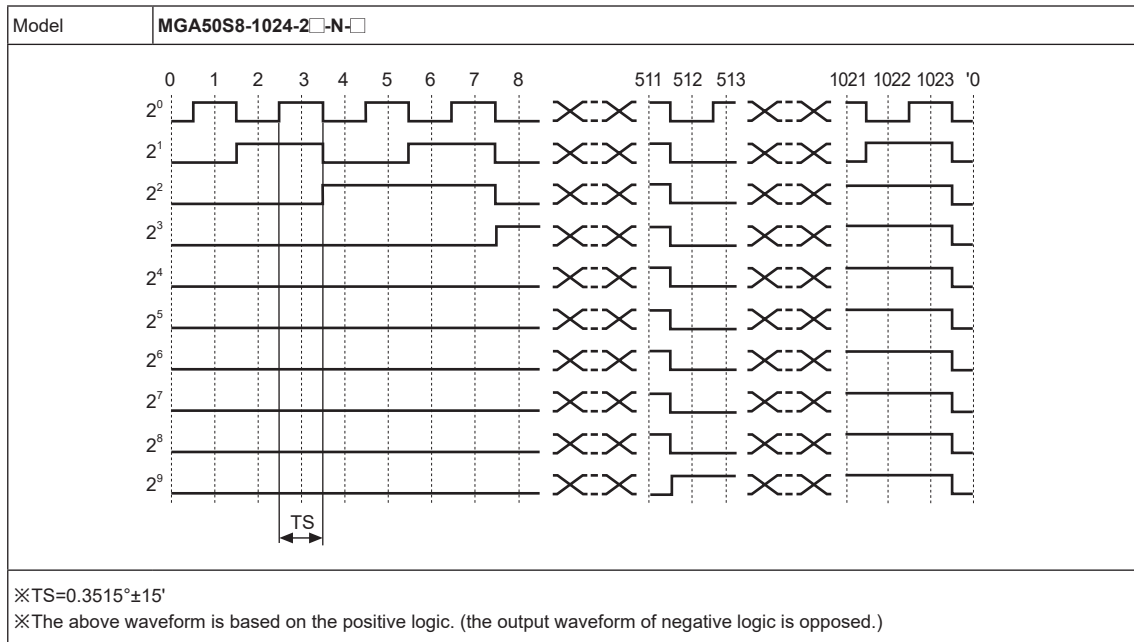 Model MGA50S8-1024-2□-N-□
0 1 2 3 4 5 6 7 8 511 512 513 1021 1022 1023 '0
2⁰
2¹
2²
2³
2⁴
2⁵
2⁶
2⁷
2⁸
2⁹
TS
※TS=0.3515°±15'
※The above waveform is based on the positive logic. (the output waveform of negative logic is opposed.)